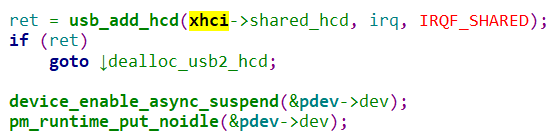 ret = usb_add_hcd(xhci->shared_hcd, irq, IRQF_SHARED);
if (ret)
goto ↓dealloc_usb2_hcd;
device_enable_async_suspend(&pdev->dev);
pm_runtime_put_noidle(&pdev->dev);